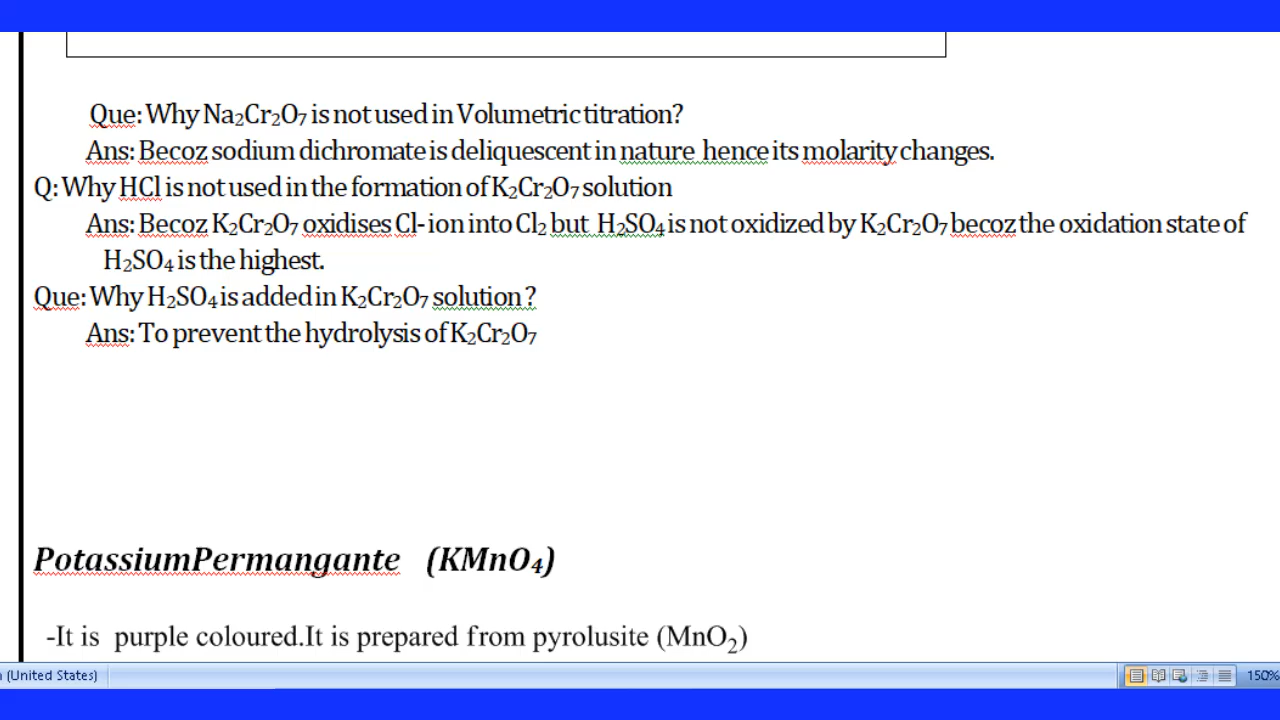 Que: Why Na₂Cr₂O₇ is not used in Volumetric titration?
Ans: Becoz sodium dichromate is deliquescent in nature hence its molarity changes.
Q: Why HCl is not used in the formation of K₂Cr₂O₇ solution
Ans: Becoz K₂Cr₂O₇ oxidises Cl- ion into Cl₂ but H₂SO₄ is not oxidized by K₂Cr₂O₇ becoz the oxidation state of
H₂SO₄ is the highest.
Que: Why H₂SO₄ is added in K₂Cr₂O₇ solution ?
Ans: To prevent the hydrolysis of K₂Cr₂O₇
PotassiumPermangante (KMnO₄)
-It is purple coloured.It is prepared from pyrolusite (MnO₂)
(United States)
150%